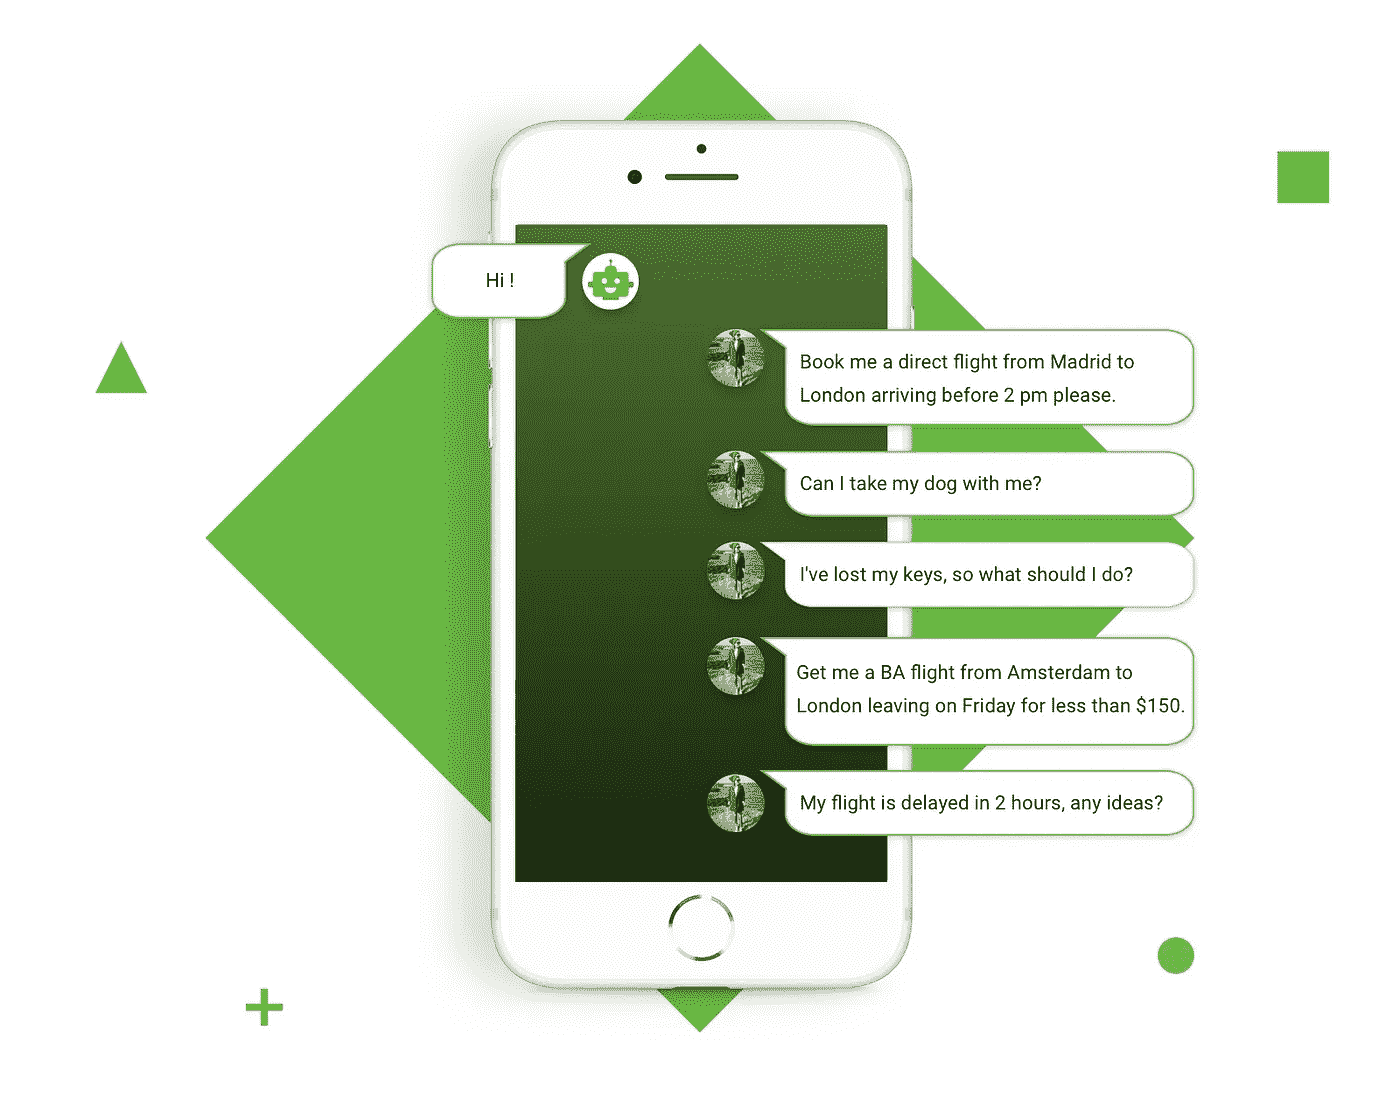 Hi !
Book me a direct flight from Madrid to
London arriving before 2 pm please.
Can I take my dog with me?
I've lost my keys, so what should I do?
Get me a BA flight from Amsterdam to
London leaving on Friday for less than $150.
My flight is delayed in 2 hours, any ideas?